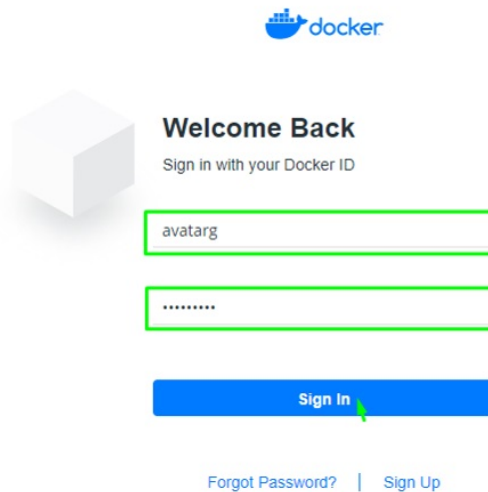 docker
Welcome Back
Sign in with your Docker ID
avatarg
•••••••••
Sign In
Forgot Password? | Sign Up